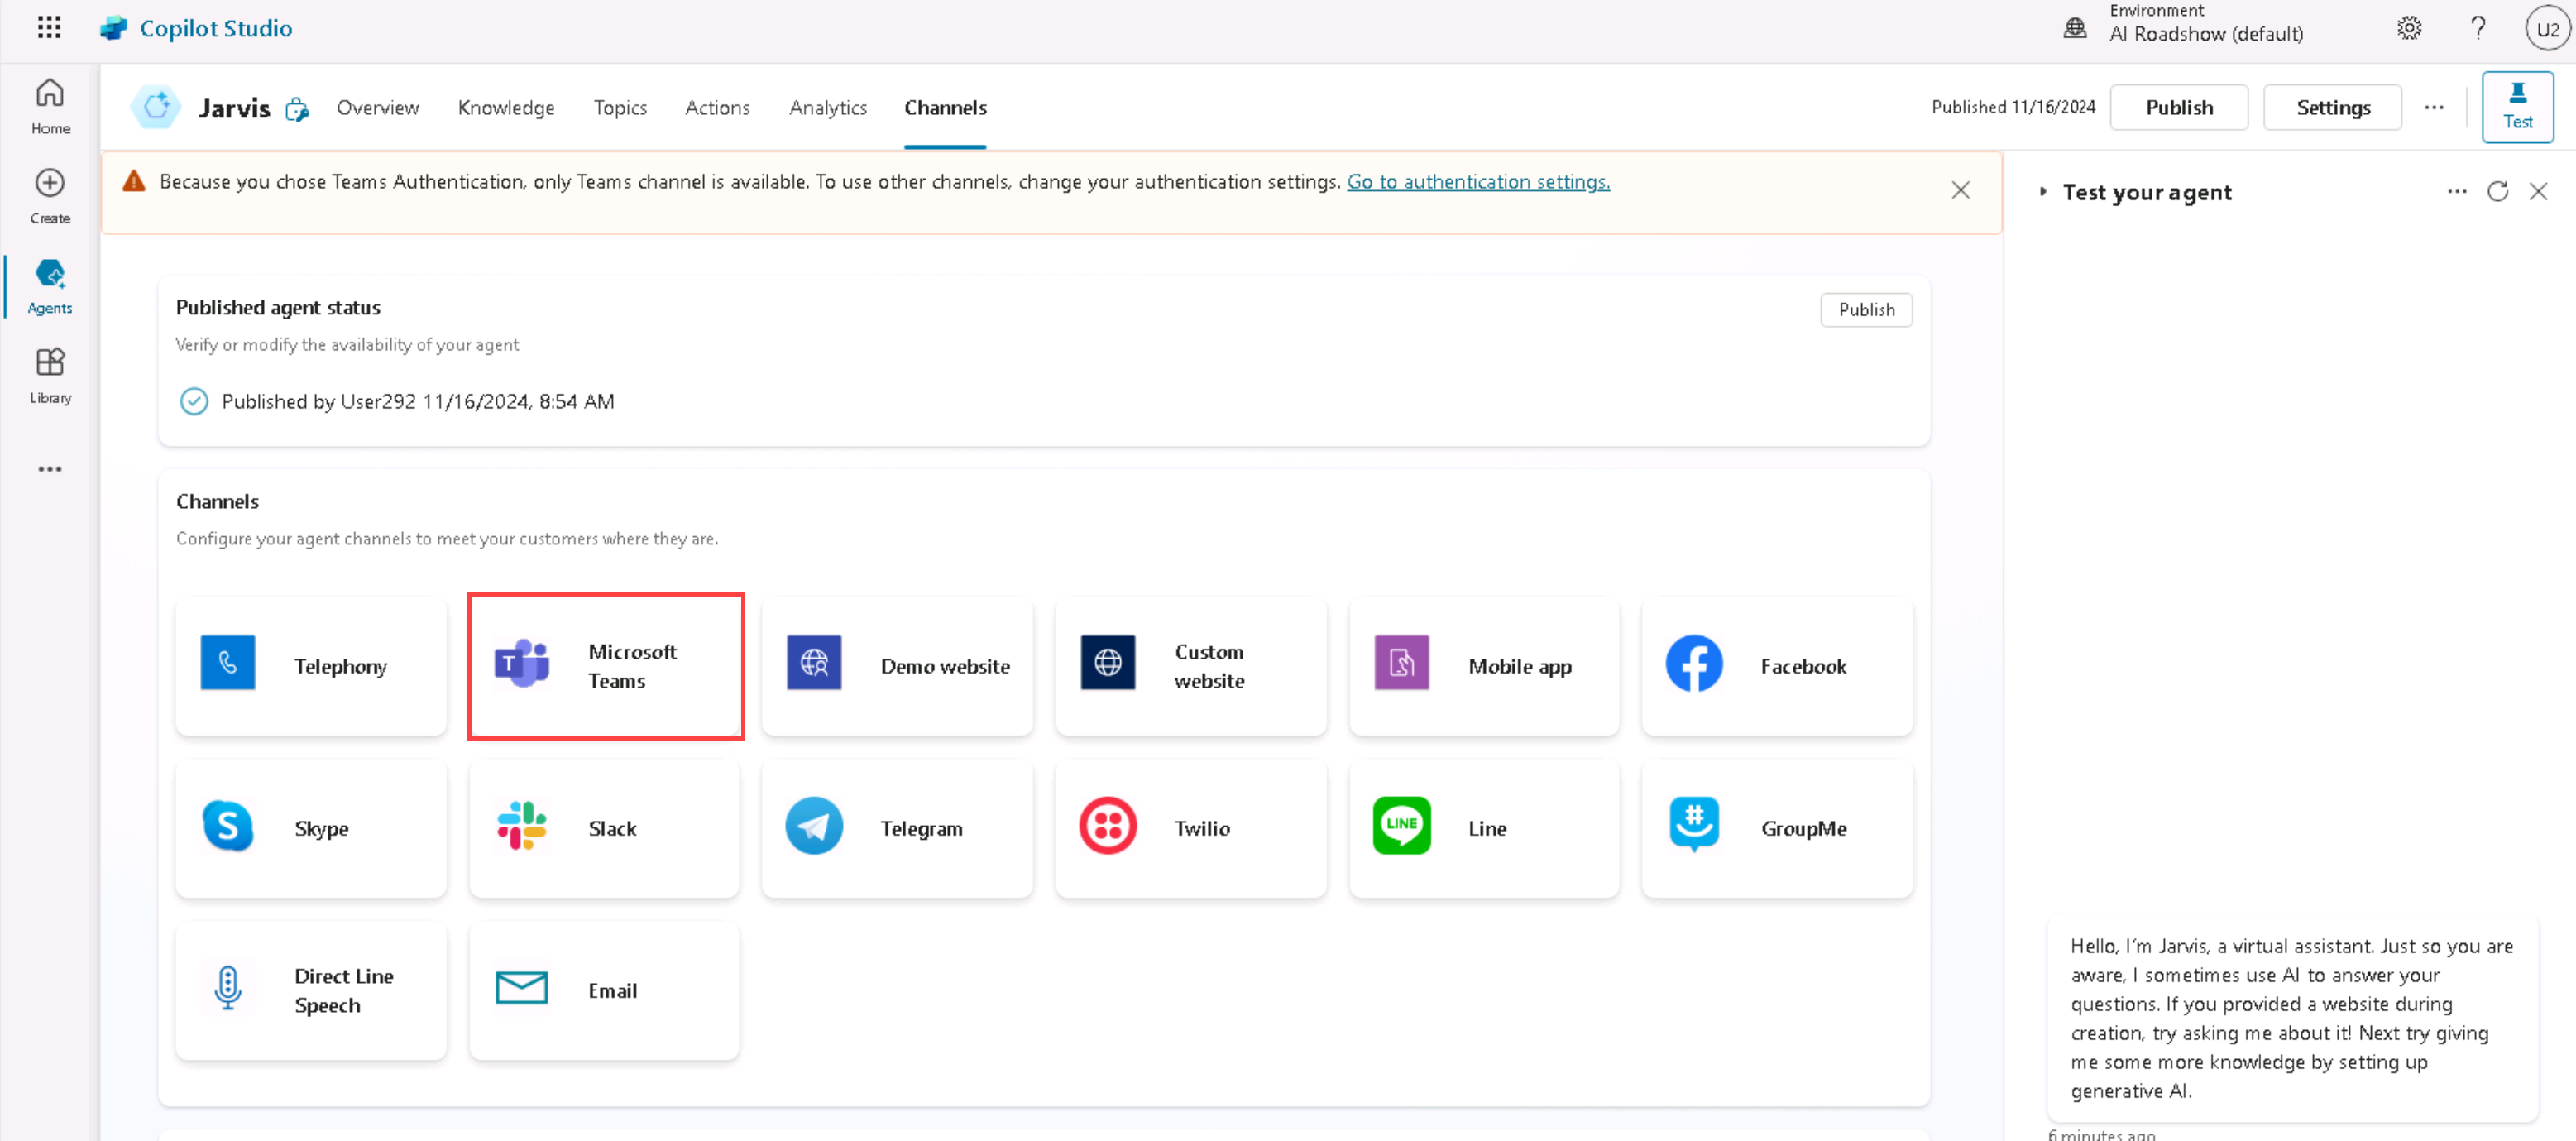 Copilot Studio
Environment
AI Roadshow (default)
U2
Home
Create
Agents
Library
Jarvis
Overview
Knowledge
Topics
Actions
Analytics
Channels
Published 11/16/2024
Publish
Settings
Test
Because you chose Teams Authentication, only Teams channel is available. To use other channels, change your authentication settings. Go to authentication settings.
Published agent status
Publish
Verify or modify the availability of your agent
Published by User292 11/16/2024, 8:54 AM
Channels
Configure your agent channels to meet your customers where they are.
Telephony
T
Microsoft
Teams
Demo website
Custom
website
Mobile app
Facebook
S
Skype
Slack
Telegram
Twilio
LINE
Line
#
GroupMe
Direct Line
Speech
Email
Test your agent
Hello, I'm Jarvis, a virtual assistant. Just so you are
aware, I sometimes use AI to answer your
questions. If you provided a website during
creation, try asking me about it! Next try giving
me some more knowledge by setting up
generative AI.
6 minutes ago